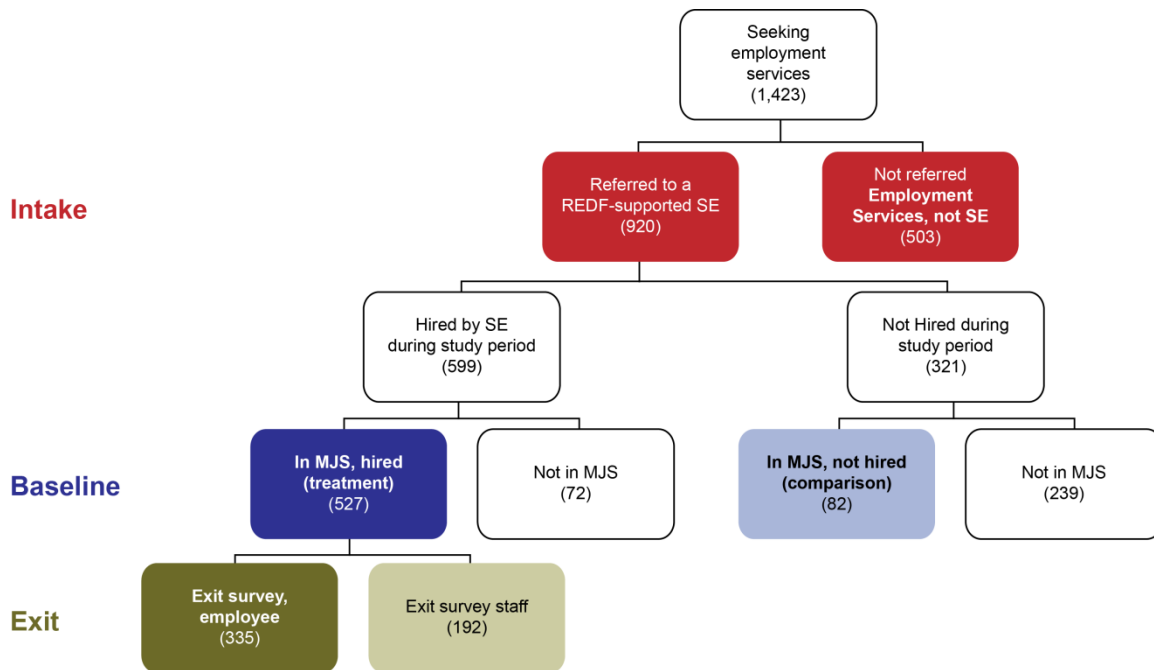 Seeking
employment
services
(1,423)
Intake
Referred to a
REDF-supported SE
(920)
Not referred
Employment
Services, not SE
(503)
Hired by SE
during study period
(599)
Not Hired during
study period
(321)
Baseline
In MJS, hired
(treatment)
(527)
Not in MJS
(72)
In MJS, not hired
(comparison)
(82)
Not in MJS
(239)
Exit
Exit survey,
employee
(335)
Exit survey staff
(192)